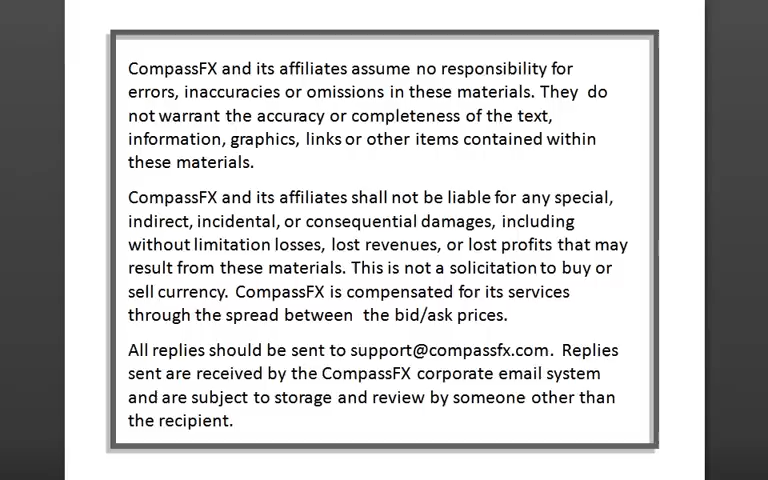 CompassFX and its affiliates assume no responsibility for
errors, inaccuracies or omissions in these materials. They  do
not warrant the accuracy or completeness of the text,
information, graphics, links or other items contained within
these materials.
CompassFX and its affiliates shall not be liable for any special,
indirect, incidental, or consequential damages, including
without limitation losses, lost revenues, or lost profits that may
result from these materials. This is not a solicitation to buy or
sell currency.  CompassFX is compensated for its services
through the spread between  the bid/ask prices.
All replies should be sent to support@compassfx.com.  Replies
sent are received by the CompassFX corporate email system
and are subject to storage and review by someone other than
the recipient.